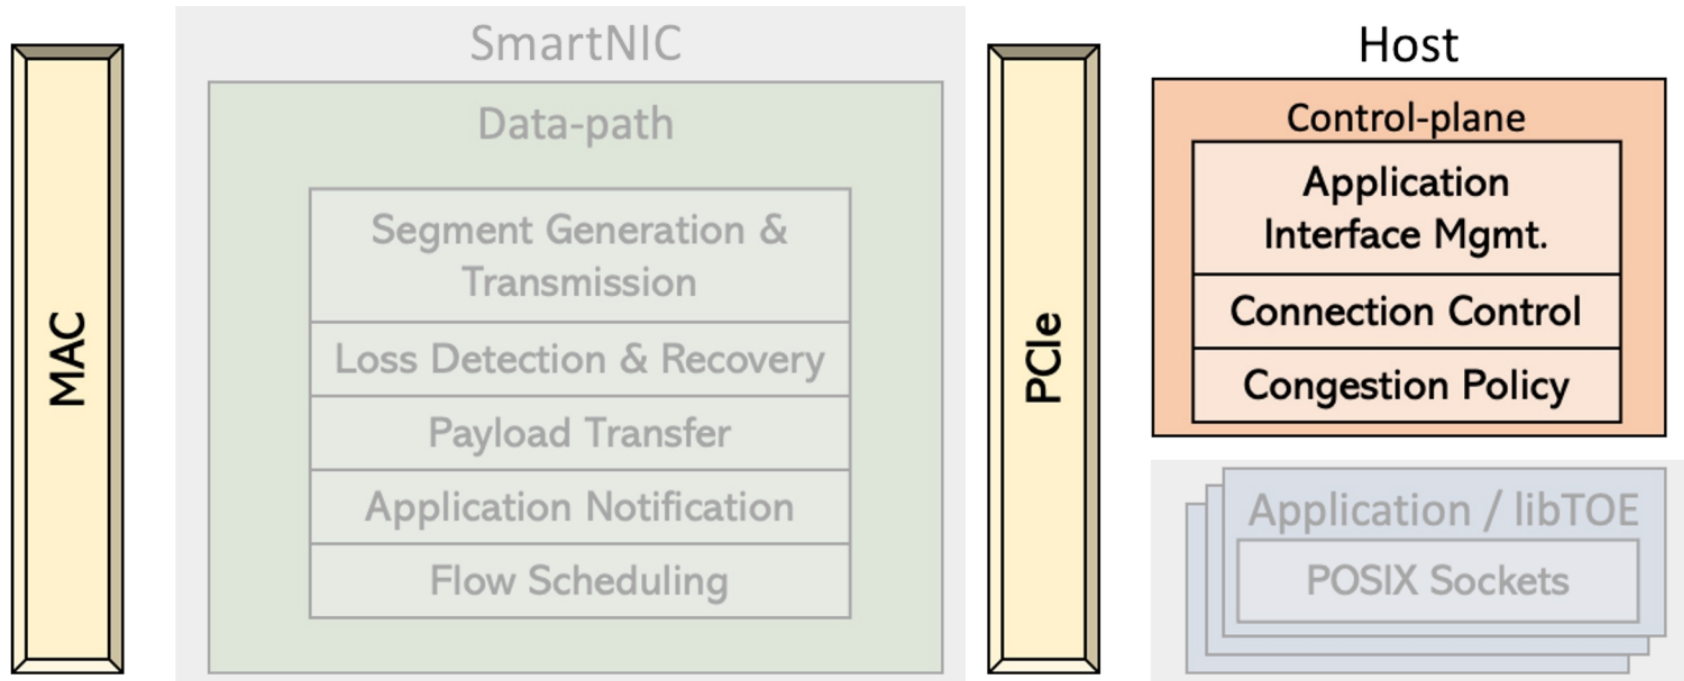 MAC
SmartNIC
Data-path
Segment Generation &
Transmission
Loss Detection & Recovery
Payload Transfer
Application Notification
Flow Scheduling
PCIe
Host
Control-plane
Application
Interface Mgmt.
Connection Control
Congestion Policy
Application / libTOE
POSIX Sockets